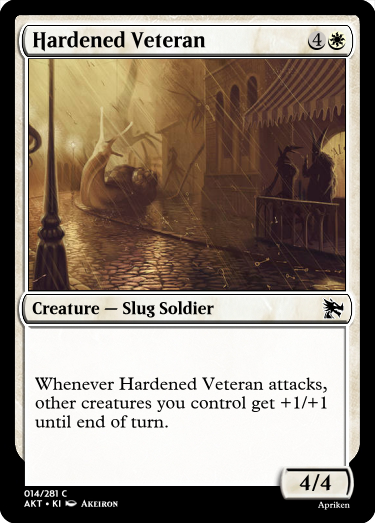 Hardened Veteran 4
Creature — Slug Soldier
Whenever Hardened Veteran attacks,
other creatures you control get +1/+1
until end of turn.
4/4
014/281 C
AKT • KI Akeiron
Apriken